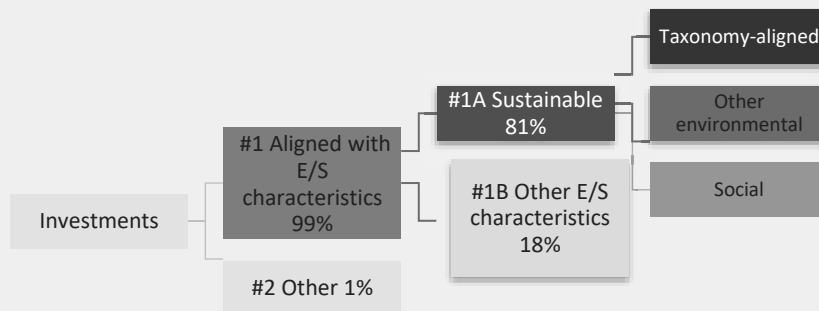 Investments
#1 Aligned with
E/S
characteristics
99%
#2 Other 1%
#1A Sustainable
81%
#1B Other E/S
characteristics
18%
Taxonomy-aligned
Other
environmental
Social